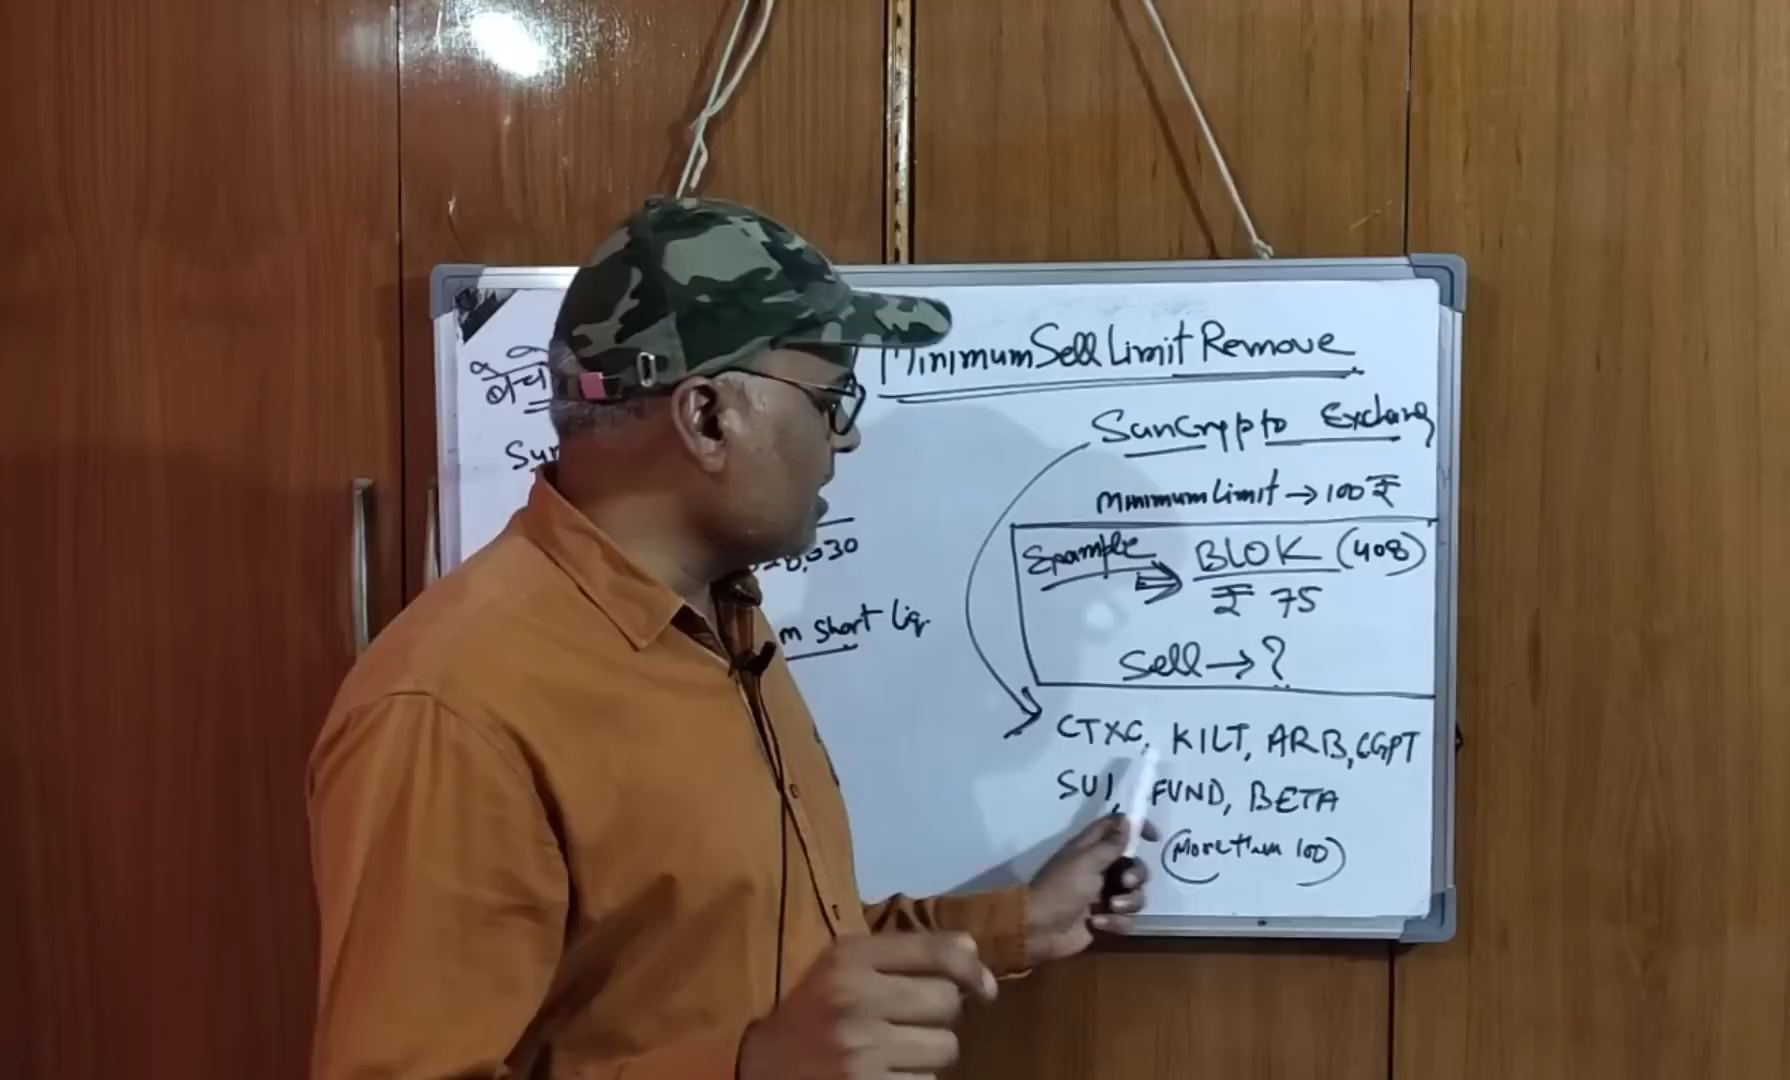 Minimum Sell Limit Remove
SunCrypto Exchang
Minimum Limit → 100 ₹
Example ⇒ BLOK (408)
₹ 75
Sell → ?
CTXC, KILT, ARB, CGPT
SUI, FUND, BETA
(More than 100)
m short Liq.